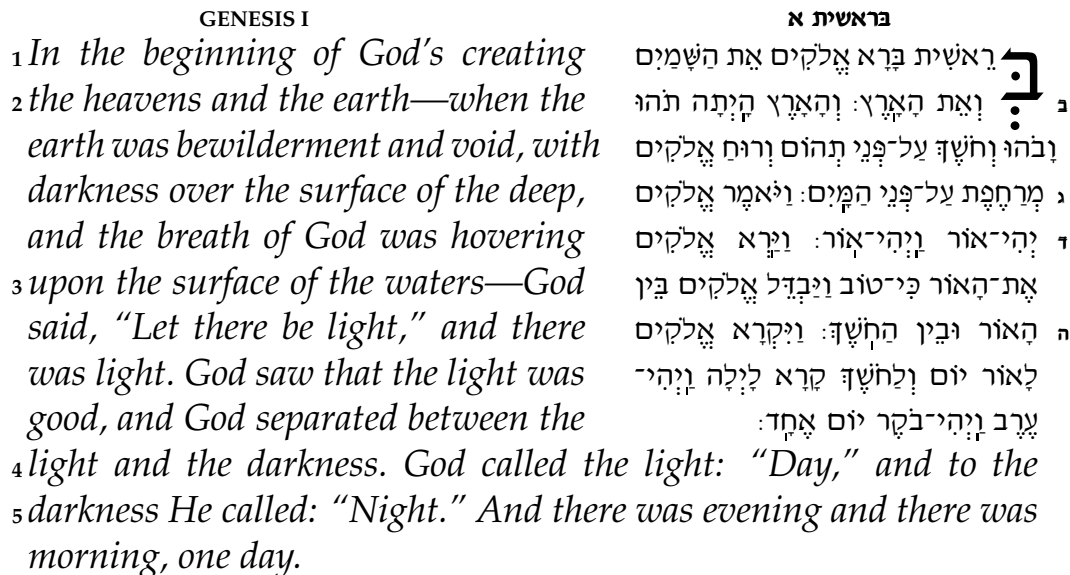 GENESIS I
1 In the beginning of God's creating
2 the heavens and the earth—when the
earth was bewilderment and void, with
darkness over the surface of the deep,
and the breath of God was hovering
3 upon the surface of the waters—God
said, “Let there be light,” and there
was light. God saw that the light was
good, and God separated between the
4 light and the darkness. God called the light: “Day,” and to the
5 darkness He called: “Night.” And there was evening and there was
morning, one day.
בראשית א
בְּרֵאשִׁית בָּרָא אֱלֹקִים אֵת הַשָּׁמַיִם
ב וְאֵת הָאָֽרֶץ׃ וְהָאָרֶץ הָֽיְתָה תֹהוּ
וָבֹהוּ וְחֹשֶׁךְ עַל־פְּנֵי תְהוֹם וְרוּחַ אֱלֹקִים
ג מְרַחֶפֶת עַל־פְּנֵי הַמָּֽיִם׃ וַיֹּאמֶר אֱלֹקִים
ד יְהִי־אוֹר וַֽיְהִי־אֽוֹר׃ וַיַּרְא אֱלֹקִים
אֶת־הָאוֹר כִּי־טוֹב וַיַּבְדֵּל אֱלֹקִים בֵּין
ה הָאוֹר וּבֵין הַחֹֽשֶׁךְ׃ וַיִּקְרָא אֱלֹקִים
לָאוֹר יוֹם וְלַחֹשֶׁךְ קָרָא לָיְלָה וַֽיְהִי־
עֶרֶב וַֽיְהִי־בֹקֶר יוֹם אֶחָֽד׃